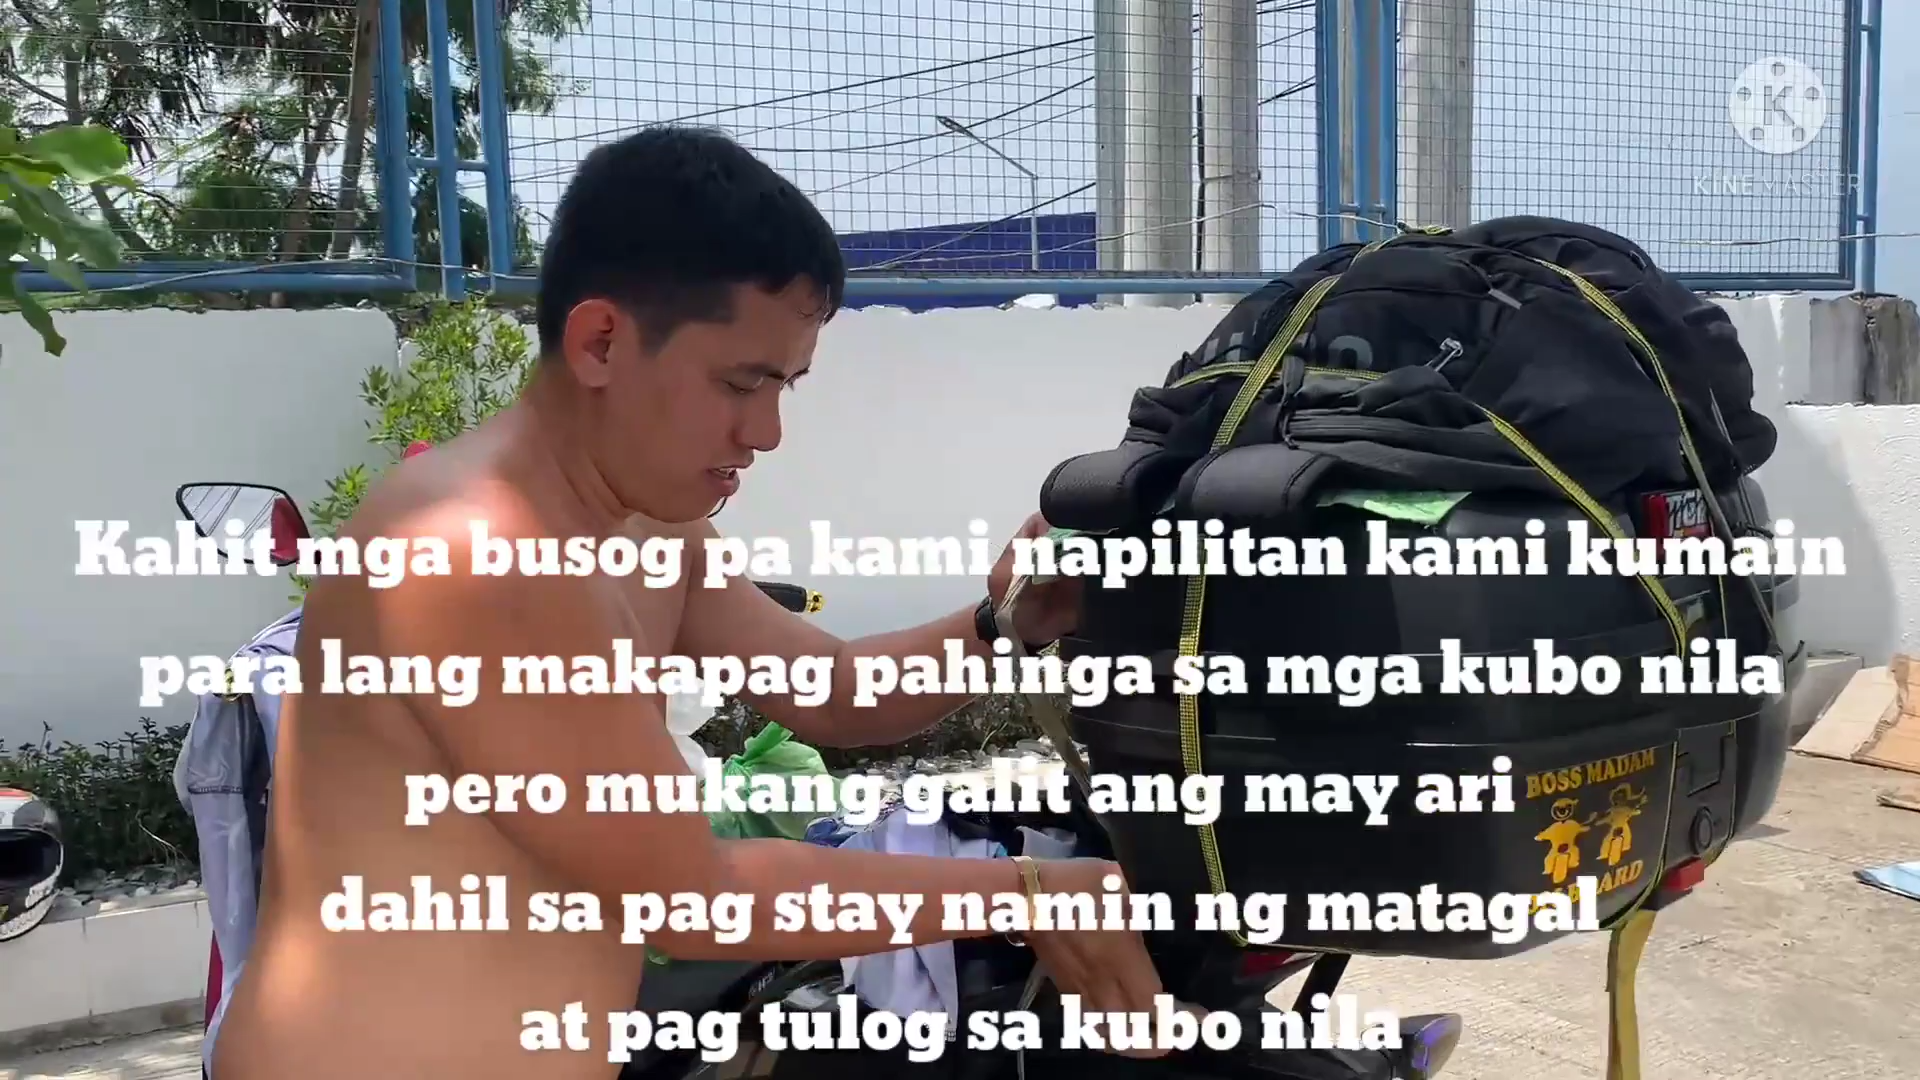 KINEMASTER
Kahit mga busog pa kami napilitan kami kumain
para lang makapag pahinga sa mga kubo nila
pero mukang galit ang may ari
dahil sa pag stay namin ng matagal
at pag tulog sa kubo nila
BOSS MADAM